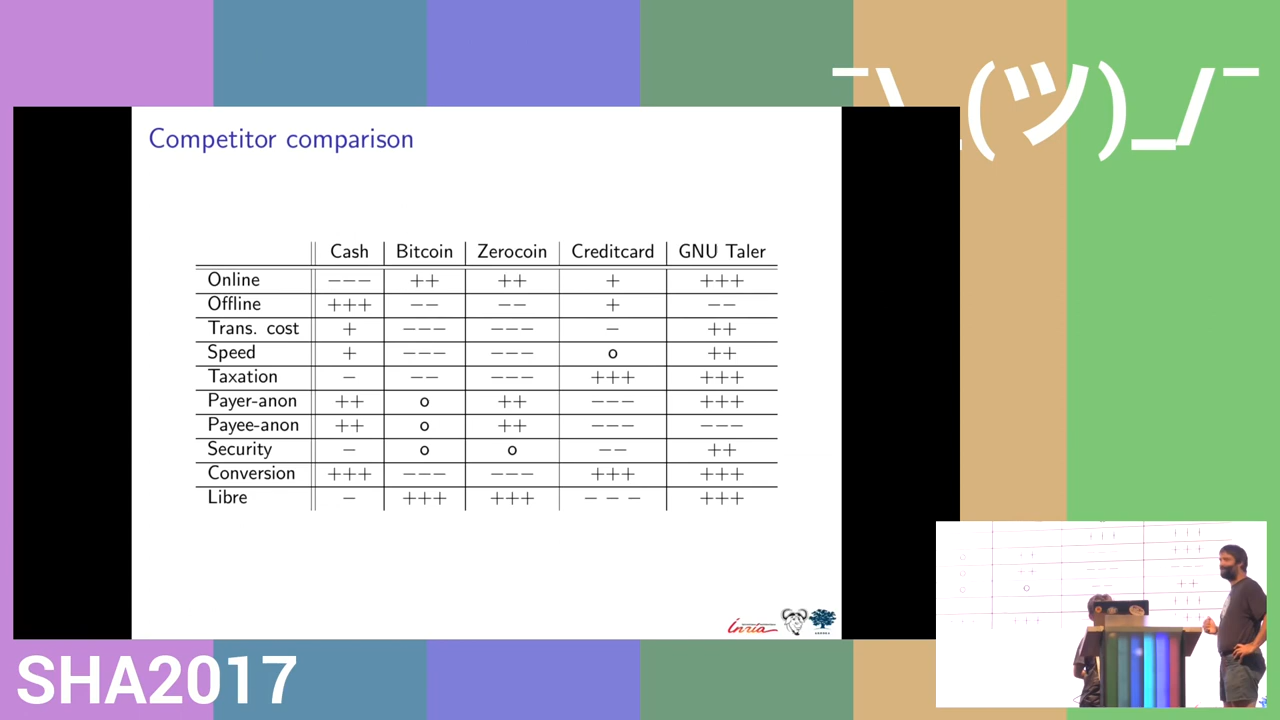 ¯\_(ツ)_/¯
Competitor comparison
Cash Bitcoin Zerocoin Creditcard GNU Taler
Online −−− ++ ++ + +++
Offline +++ −− −− + −−
Trans. cost + −−− −−− − ++
Speed + −−− −−− o ++
Taxation − −− −−− +++ +++
Payer-anon ++ o ++ −−− +++
Payee-anon ++ o ++ −−− −−−
Security − o o −− ++
Conversion +++ −−− −−− +++ +++
Libre − +++ +++ − − − +++
Inria
SHA2017